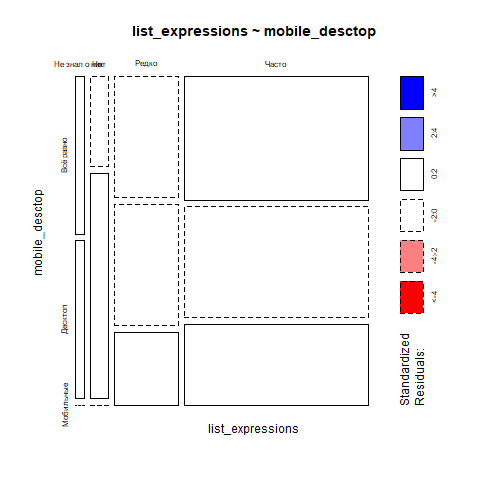 list_expressions ~ mobile_desctop
Редко
Часто
Всё равно
Десктоп
Мобильные
mobile_desctop
list_expressions
>4
2:4
0:2
-2:0
-4:-2
<-4
Standardized
Residuals: